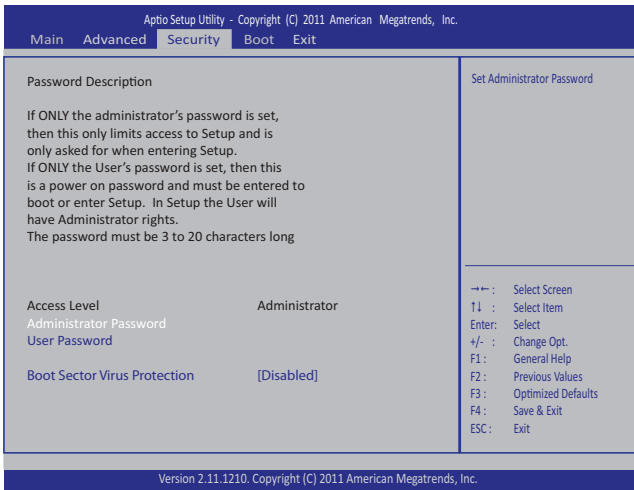 Aptio Setup Utility - Copyright (C) 2011 American Megatrends, Inc.
Main Advanced Security Boot Exit
Password Description
If ONLY the administrator's password is set,
then this only limits access to Setup and is
only asked for when entering Setup.
If ONLY the User's password is set, then this
is a power on password and must be entered to
boot or enter Setup. In Setup the User will
have Administrator rights.
The password must be 3 to 20 characters long
Access Level Administrator
Administrator Password
User Password
Boot Sector Virus Protection [Disabled]
Set Administrator Password
→← : Select Screen
↑↓ : Select Item
Enter: Select
+/- : Change Opt.
F1 : General Help
F2 : Previous Values
F3 : Optimized Defaults
F4 : Save & Exit
ESC : Exit
Version 2.11.1210. Copyright (C) 2011 American Megatrends, Inc.